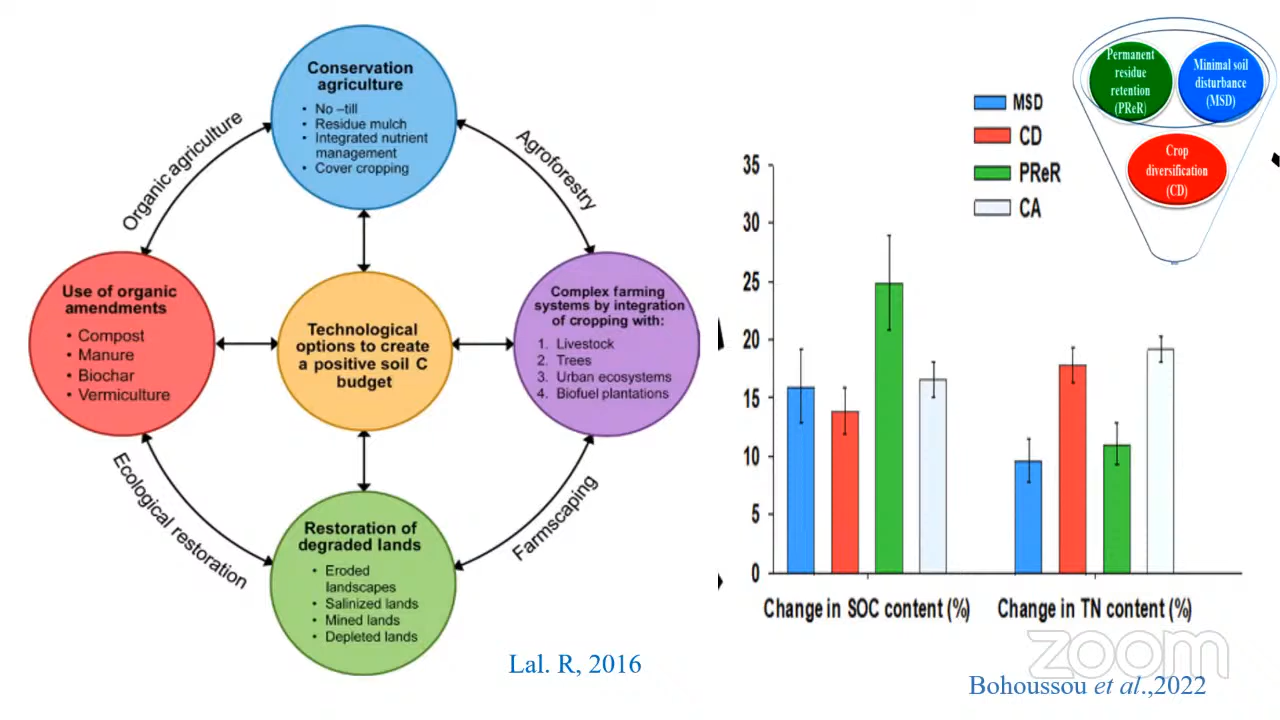 Conservation
agriculture
• No –till
• Residue mulch
• Integrated nutrient
management
• Cover cropping
Organic agriculture
Agroforestry
Use of organic
amendments
• Compost
• Manure
• Biochar
• Vermiculture
Technological
options to create
a positive soil C
budget
Complex farming
systems by integration
of cropping with:
1. Livestock
2. Trees
3. Urban ecosystems
4. Biofuel plantations
Ecological restoration
Farmscaping
Restoration of
degraded lands
• Eroded
landscapes
• Salinized lands
• Mined lands
• Depleted lands
Lal. R, 2016
Permanent
residue
retention
(PReR)
Minimal soil
disturbance
(MSD)
Crop
diversification
(CD)
MSD
CD
PReR
CA
35
30
25
20
15
10
5
0
Change in SOC content (%)
Change in TN content (%)
zoom
Bohoussou et al.,2022